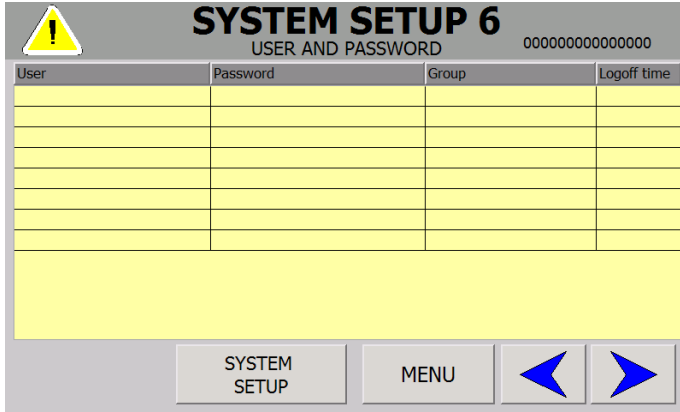 !
SYSTEM SETUP 6
USER AND PASSWORD
000000000000000
User Password Group Logoff time
SYSTEM
SETUP
MENU